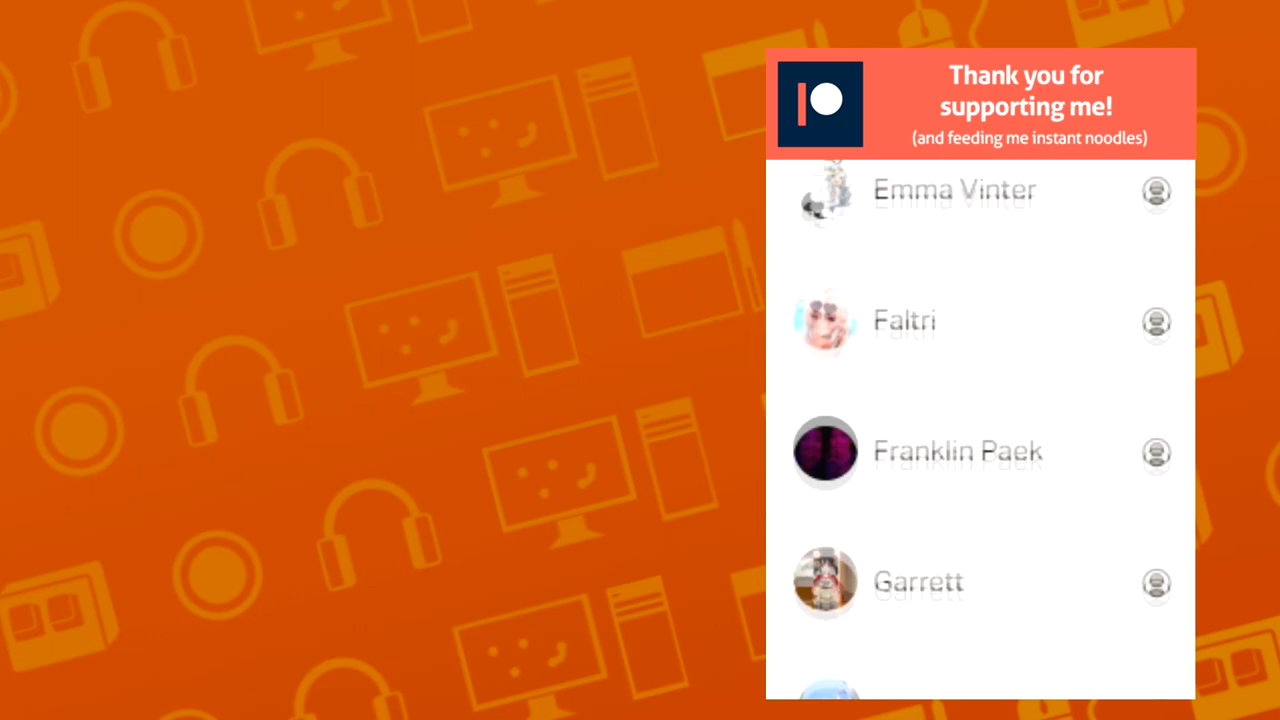 Thank you for
supporting me!
(and feeding me instant noodles)
Emma Vinter
Faltri
Franklin Paek
Garrett